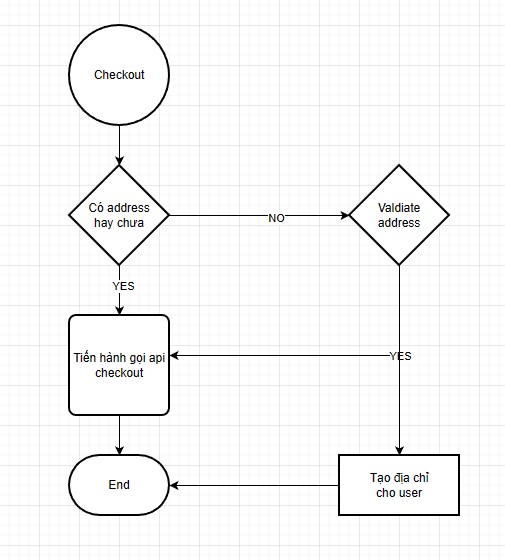 Checkout
Có address
hay chưa
NO
Valdiate
address
YES
Tiến hành gọi api
checkout
YES
End
Tạo địa chỉ
cho user